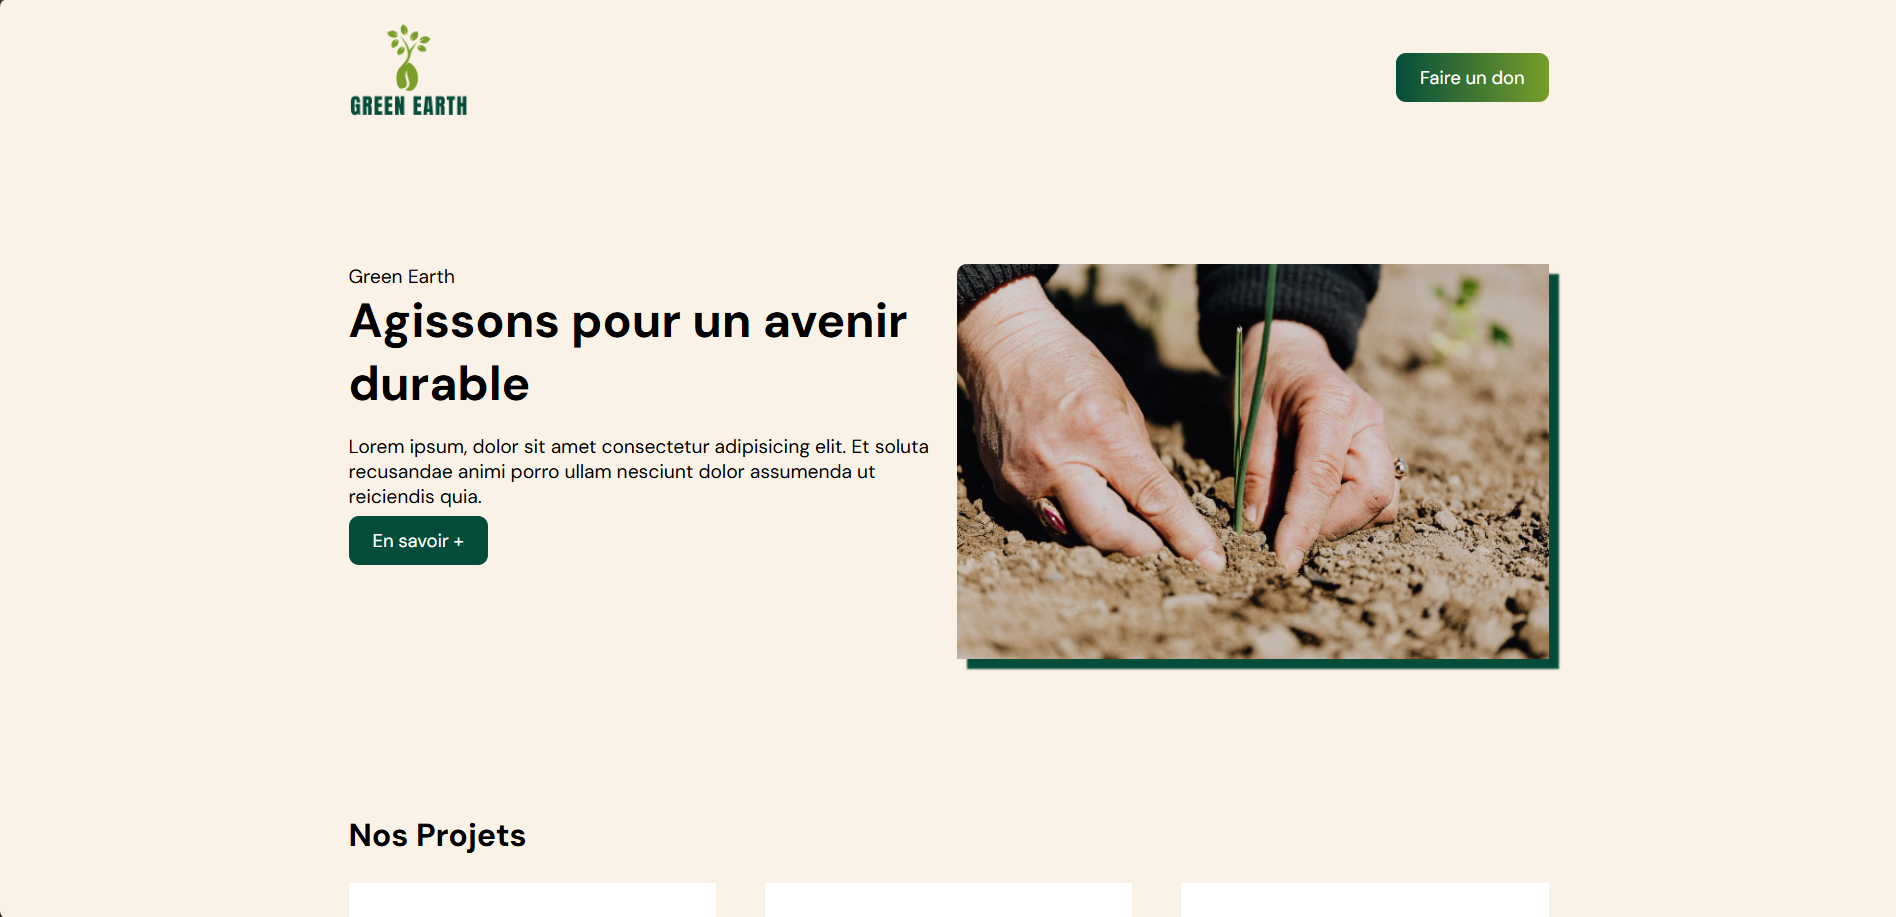 GREEN EARTH
Faire un don
Green Earth
Agissons pour un avenir
durable
Lorem ipsum, dolor sit amet consectetur adipisicing elit. Et soluta
recusandae animi porro ullam nesciunt dolor assumenda ut
reiciendis quia.
En savoir +
Nos Projets